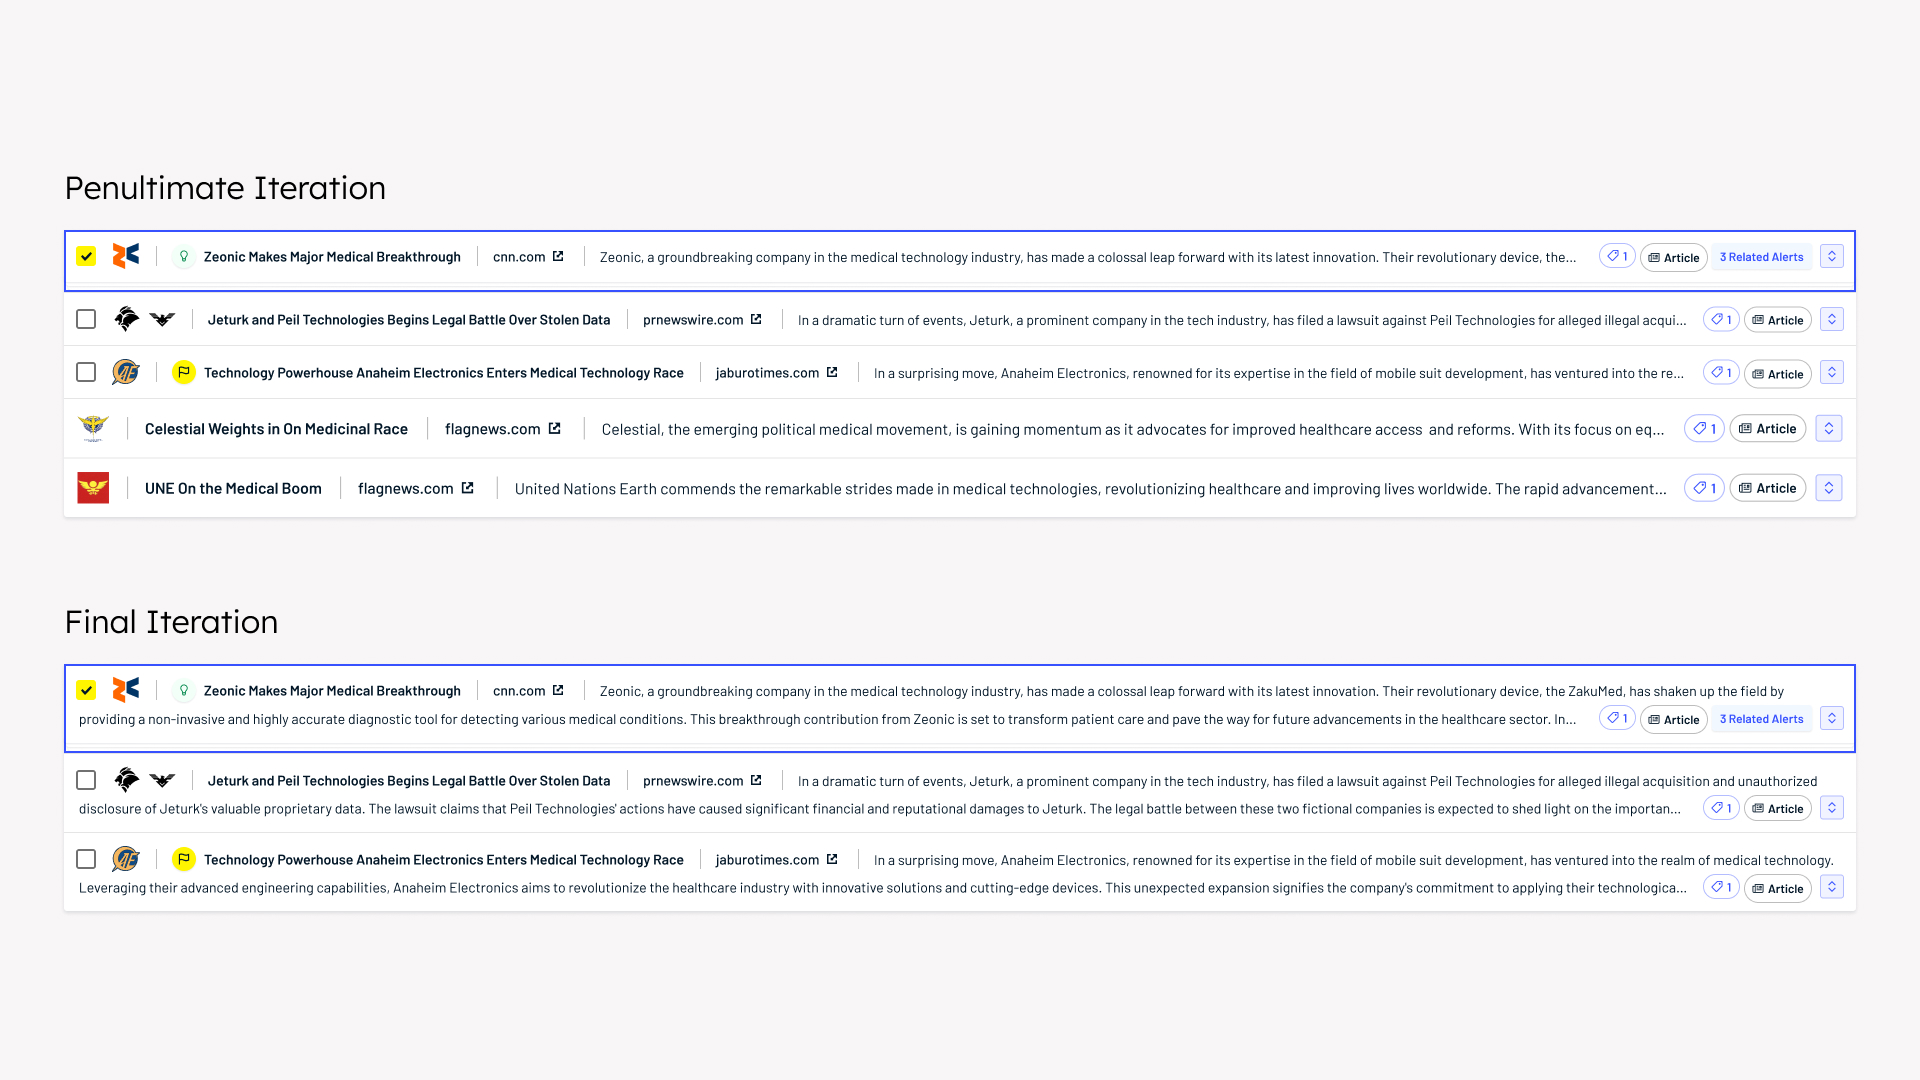 Penultimate Iteration
Zeonic Makes Major Medical Breakthrough cnn.com Zeonic, a groundbreaking company in the medical technology industry, has made a colossal leap forward with its latest innovation. Their revolutionary device, the... 1 Article 3 Related Alerts
Jeturk and Peil Technologies Begins Legal Battle Over Stolen Data prnewswire.com In a dramatic turn of events, Jeturk, a prominent company in the tech industry, has filed a lawsuit against Peil Technologies for alleged illegal acqui... 1 Article
AE Technology Powerhouse Anaheim Electronics Enters Medical Technology Race jaburotimes.com In a surprising move, Anaheim Electronics, renowned for its expertise in the field of mobile suit development, has ventured into the re... 1 Article
Celestial Weights in On Medicinal Race flagnews.com Celestial, the emerging political medical movement, is gaining momentum as it advocates for improved healthcare access and reforms. With its focus on eq... 1 Article
UNE On the Medical Boom flagnews.com United Nations Earth commends the remarkable strides made in medical technologies, revolutionizing healthcare and improving lives worldwide. The rapid advancement... 1 Article
Final Iteration
Zeonic Makes Major Medical Breakthrough cnn.com Zeonic, a groundbreaking company in the medical technology industry, has made a colossal leap forward with its latest innovation. Their revolutionary device, the ZakuMed, has shaken up the field by
providing a non-invasive and highly accurate diagnostic tool for detecting various medical conditions. This breakthrough contribution from Zeonic is set to transform patient care and pave the way for future advancements in the healthcare sector. In... 1 Article 3 Related Alerts
Jeturk and Peil Technologies Begins Legal Battle Over Stolen Data prnewswire.com In a dramatic turn of events, Jeturk, a prominent company in the tech industry, has filed a lawsuit against Peil Technologies for alleged illegal acquisition and unauthorized
disclosure of Jeturk's valuable proprietary data. The lawsuit claims that Peil Technologies' actions have caused significant financial and reputational damages to Jeturk. The legal battle between these two fictional companies is expected to shed light on the importan... 1 Article
AE Technology Powerhouse Anaheim Electronics Enters Medical Technology Race jaburotimes.com In a surprising move, Anaheim Electronics, renowned for its expertise in the field of mobile suit development, has ventured into the realm of medical technology.
Leveraging their advanced engineering capabilities, Anaheim Electronics aims to revolutionize the healthcare industry with innovative solutions and cutting-edge devices. This unexpected expansion signifies the company's commitment to applying their technologica... 1 Article